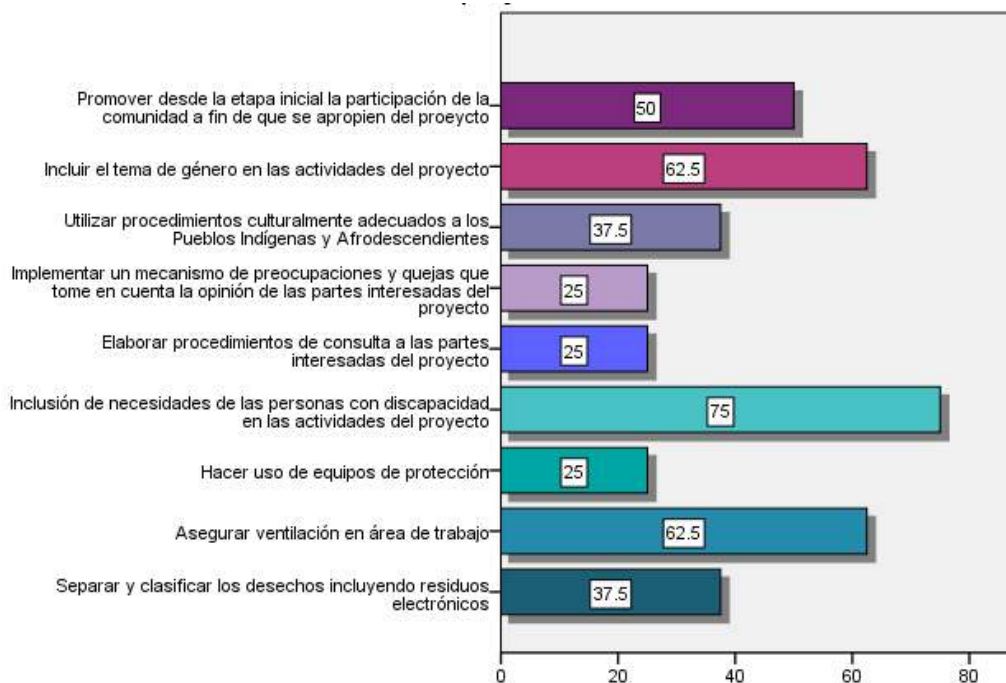 Promover desde la etapa inicial la participación de la
comunidad a fin de que se apropien del proeycto
50
Incluir el tema de género en las actividades del proyecto
62.5
Utilizar procedimientos culturalmente adecuados a los
Pueblos Indígenas y Afrodescendientes
37.5
Implementar un mecanismo de preocupaciones y quejas que
tome en cuenta la opinión de las partes interesadas del
proyecto
25
Elaborar procedimientos de consulta a las partes
interesadas del proyecto
25
Inclusión de necesidades de las personas con discapacidad
en las actividades del proyecto
75
Hacer uso de equipos de protección
25
Asegurar ventilación en área de trabajo
62.5
Separar y clasificar los desechos incluyendo residuos
electrónicos
37.5
0 20 40 60 80